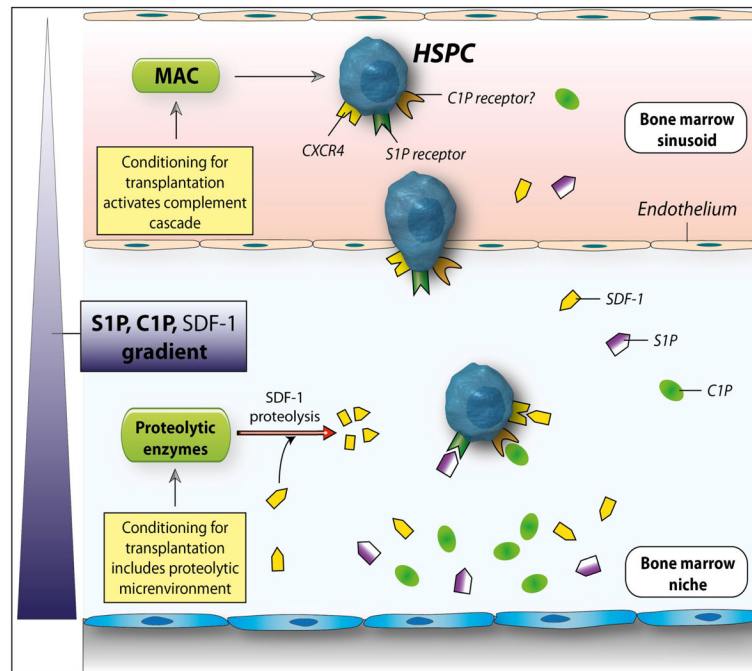 HSPC
MAC
C1P receptor?
CXCR4
S1P receptor
Bone marrow
sinusoid
Conditioning for
transplantation
activates complement
cascade
Endothelium
SDF-1
S1P
C1P
S1P, C1P, SDF-1
gradient
SDF-1
proteolysis
Proteolytic
enzymes
Conditioning for
transplantation
includes proteolytic
micrenvironment
Bone marrow
niche